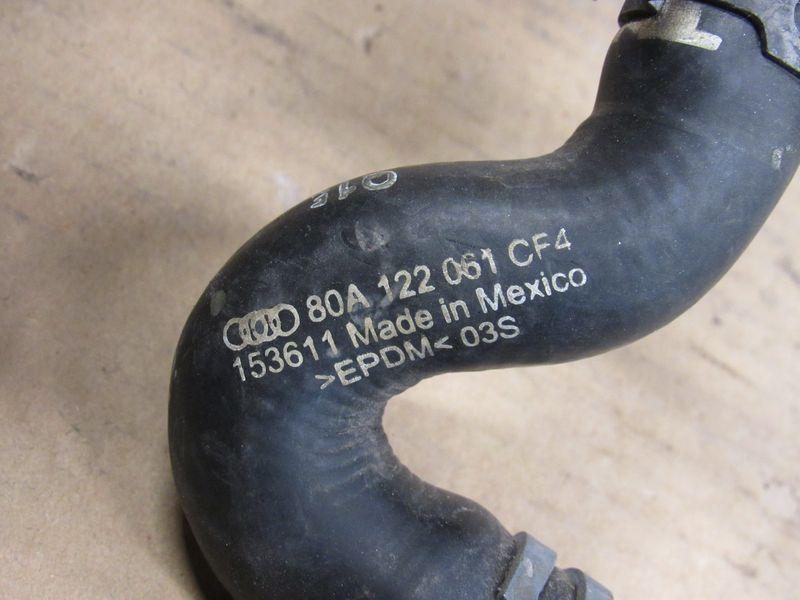 80A 122 061 CF4
153611 Made in Mexico
>EPDM< 03S